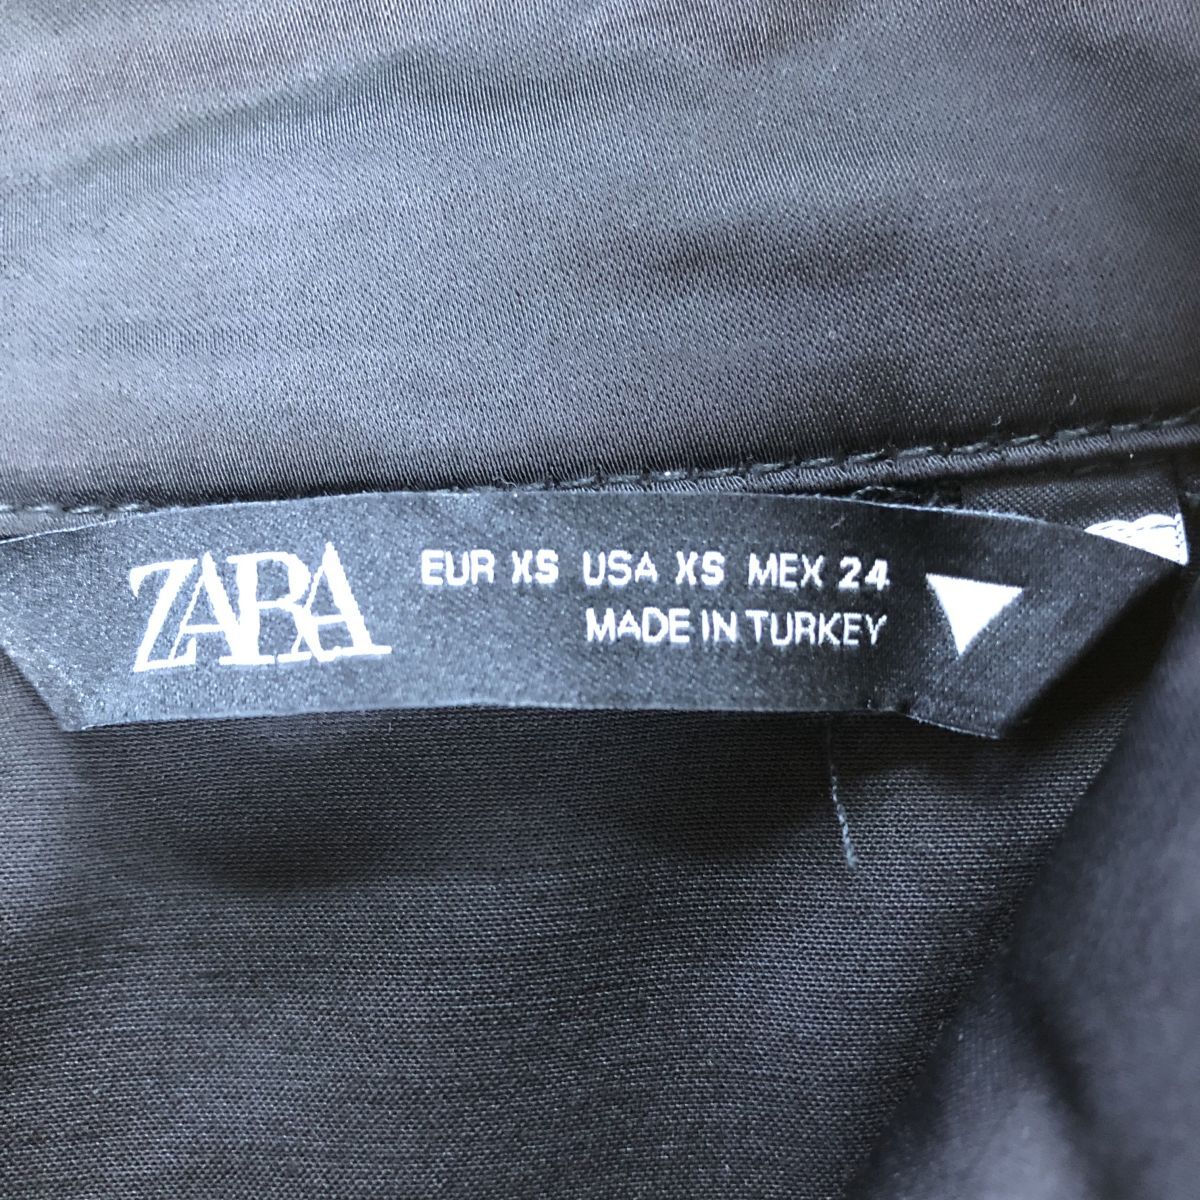 ZARA
EUR XS USA XS MEX 24
MADE IN TURKEY